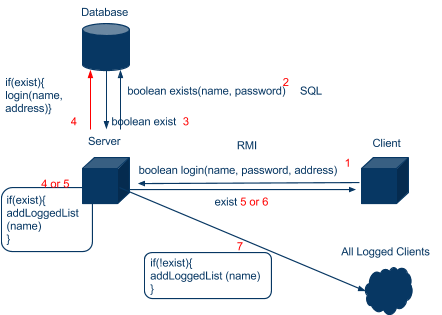 Database
if(exist){
login(name,
address)}
4
2
boolean exists(name, password)
SQL
boolean exist 3
Server
RMI
Client
1
boolean login(name, password, address)
4 or 5
exist 5 or 6
if(exist){
addLoggedList
(name)
}
7
if(!exist){
addLoggedList (name)
}
All Logged Clients